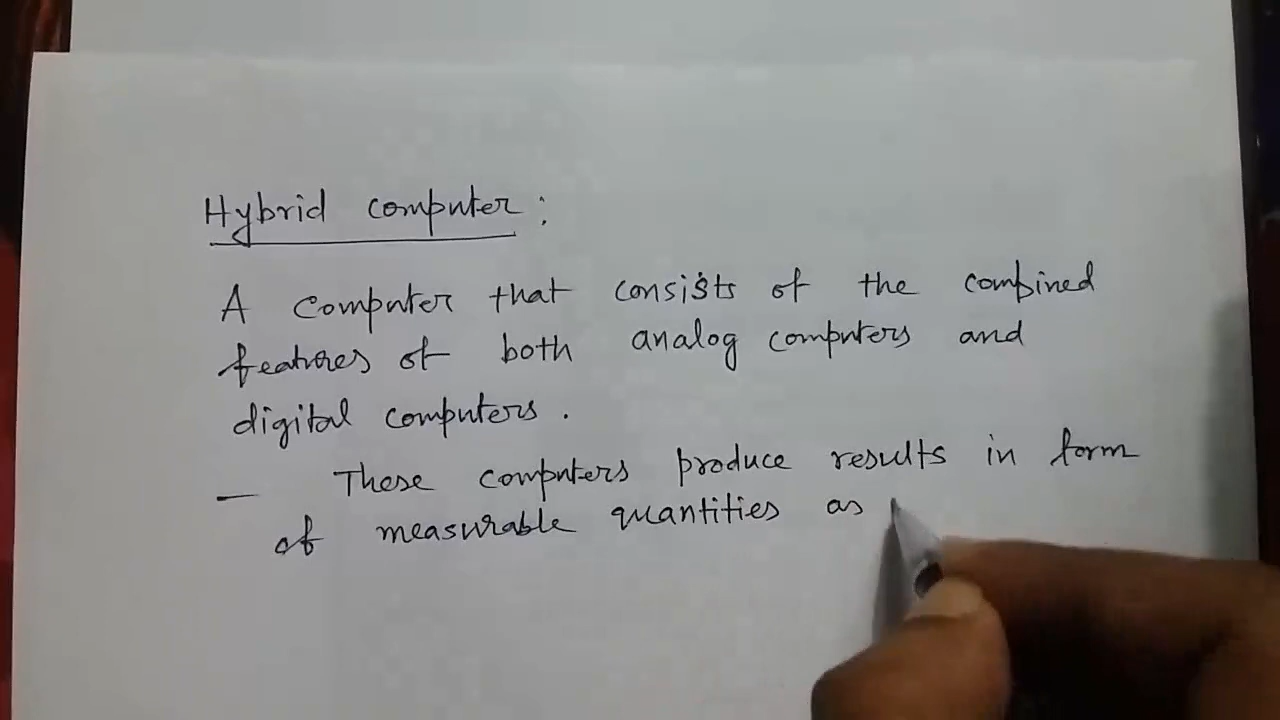 Hybrid computer :
A computer that consists of the combined
features of both analog computers and
digital computers .
— These computers produce results in form
of measurable quantities as